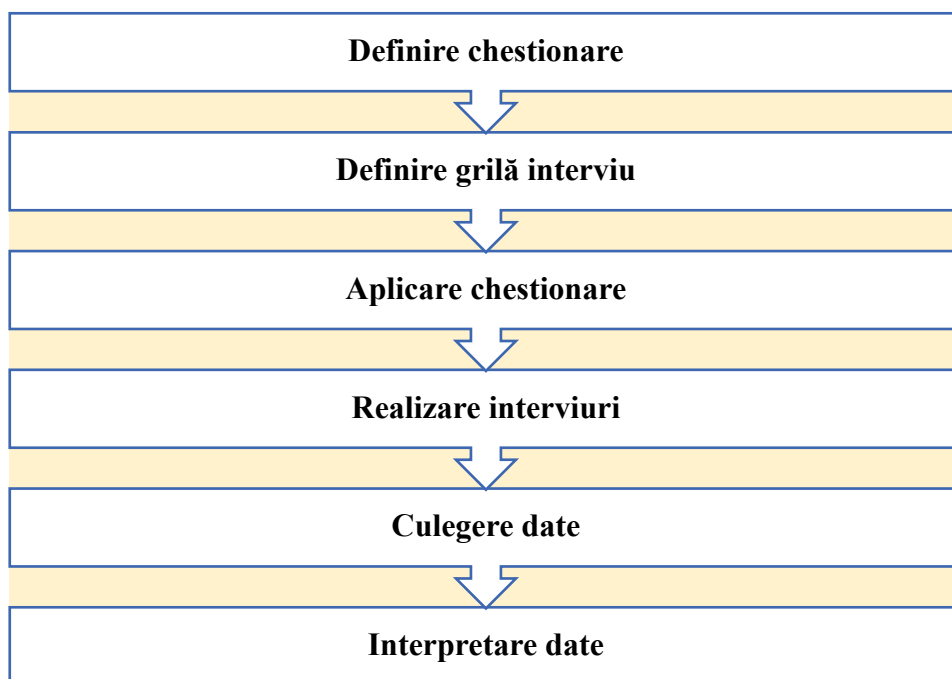 Definire chestionare
Definire grilă interviu
Aplicare chestionare
Realizare interviuri
Culegere date
Interpretare date